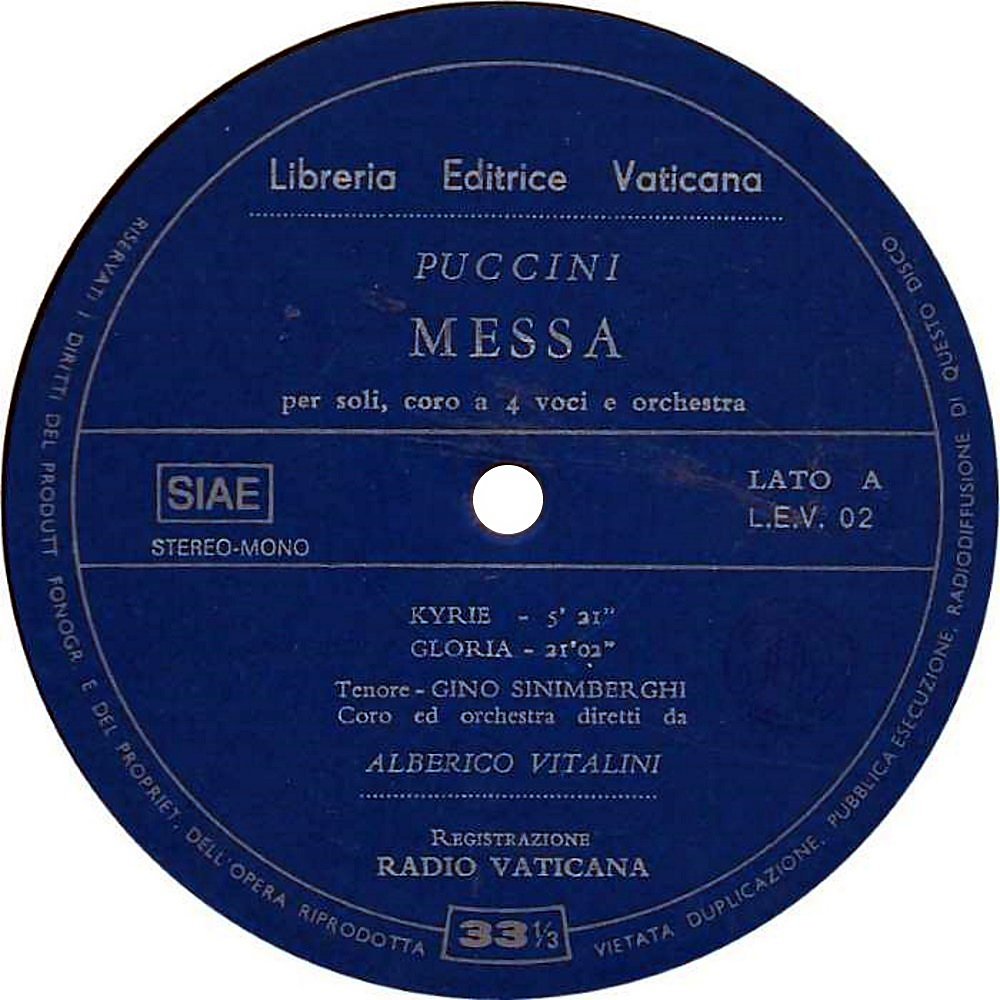 Libreria Editrice Vaticana
PUCCINI
MESSA
per soli, coro a 4 voci e orchestra
SIAE
STEREO-MONO
LATO A
L.E.V. 02
KYRIE - 5' 21"
GLORIA - 21'02"
Tenore - GINO SINIMBERGHI
Coro ed orchestra diretti da
ALBERICO VITALINI
REGISTRAZIONE
RADIO VATICANA
33 1/3
RISERVATI I DIRITTI DEL PRODUTT FONOGR. E DEL PROPRIET. DELL'OPERA RIPRODOTTA
VIETATA DUPLICAZIONE, PUBBLICA ESECUZIONE, RADIODIFFUSIONE DI QUESTO DISCO